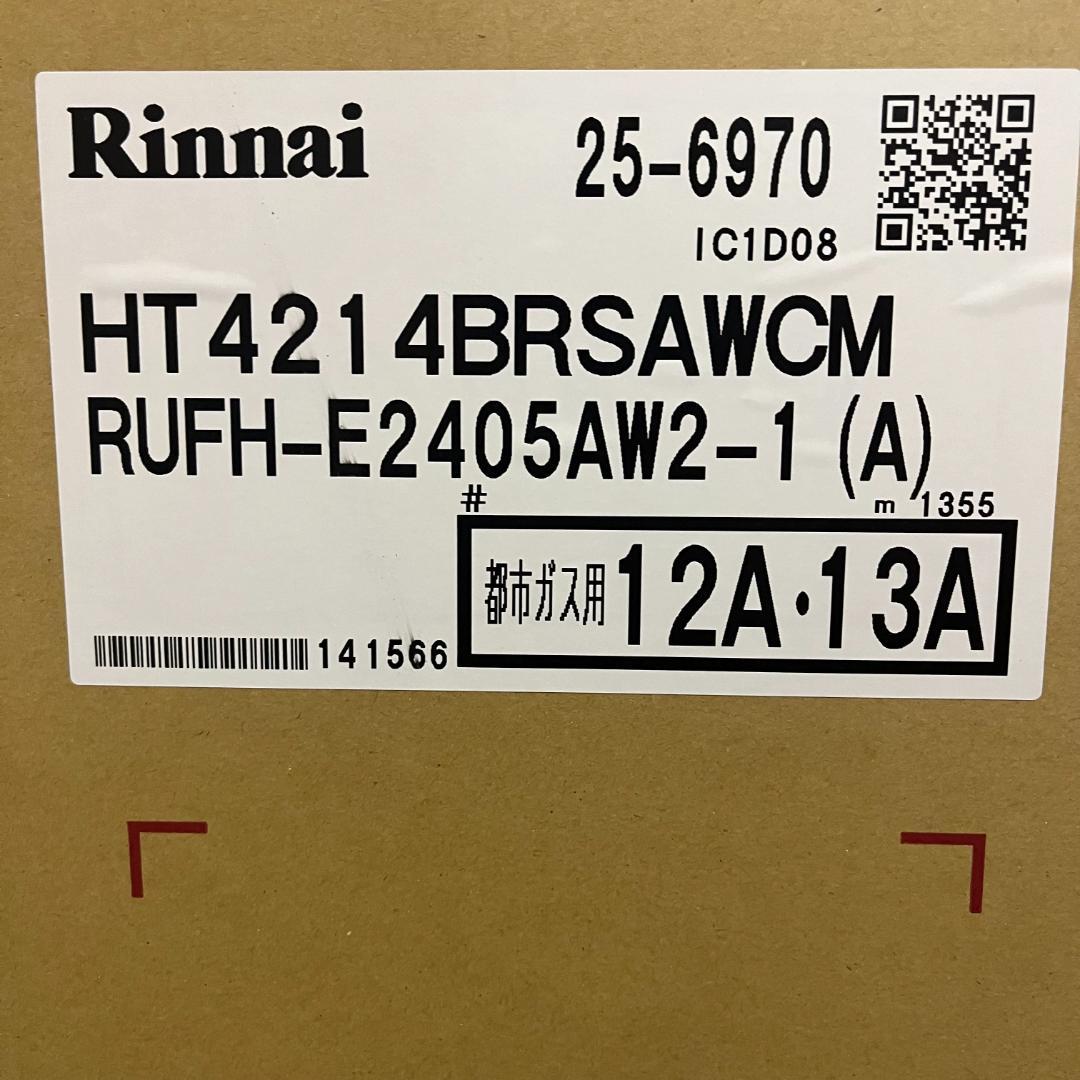 Rinnai
25-6970
IC1D08
HT4214BRSAWCM
RUFH-E2405AW2-1(A)
# m 1355
都市ガス用 12A・13A
141566